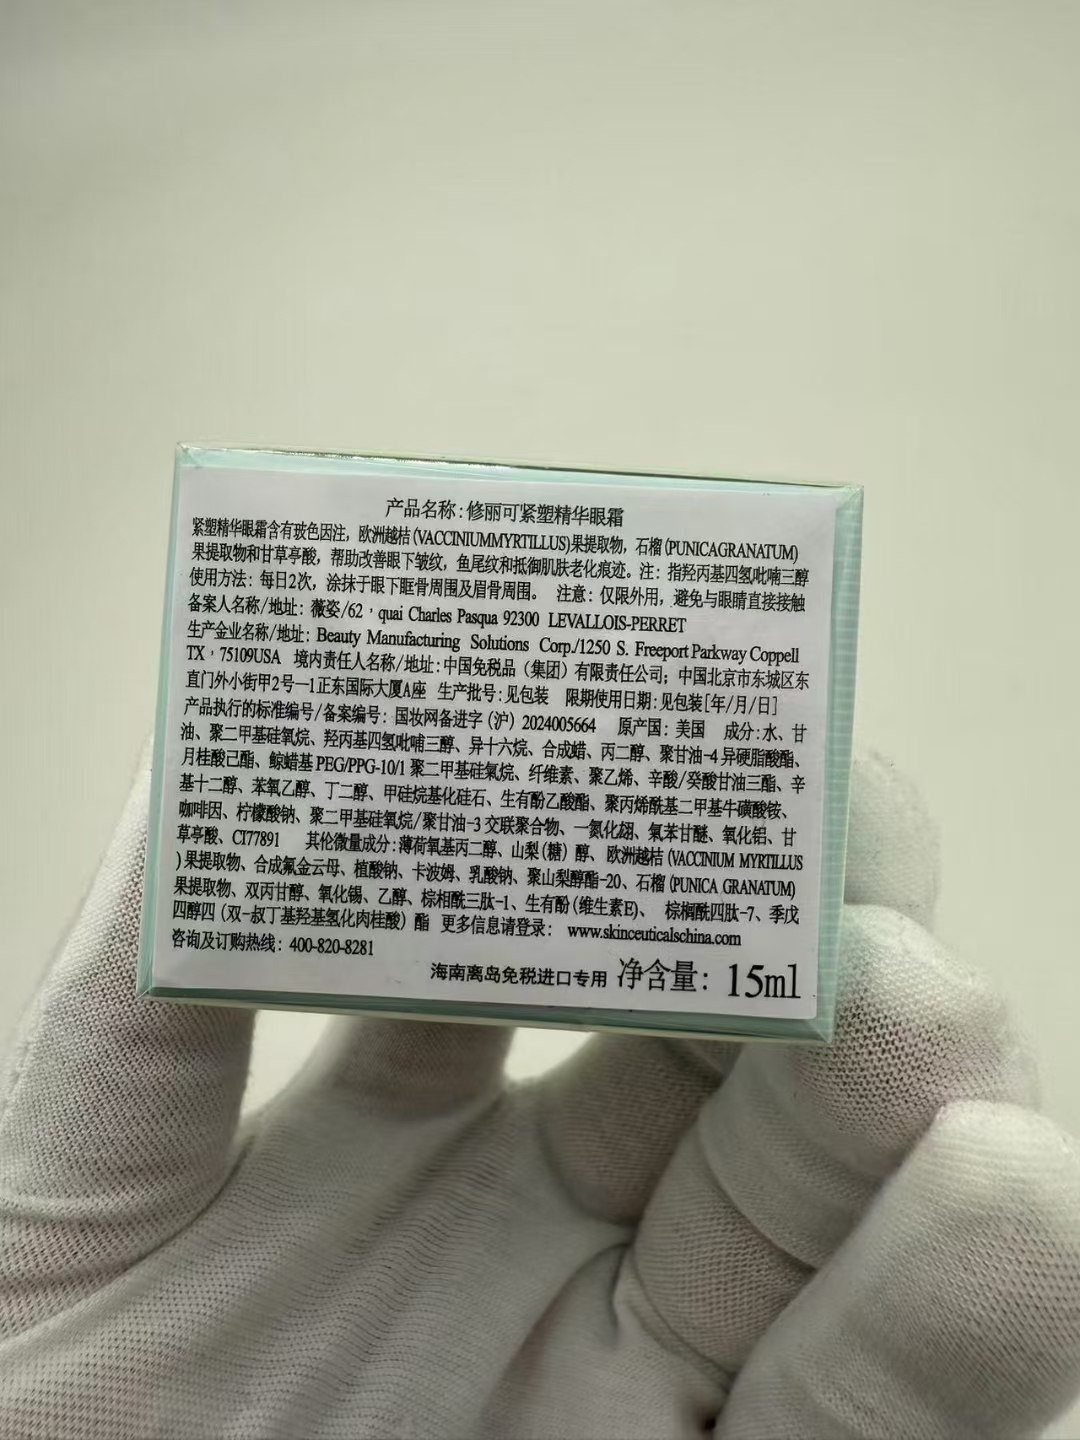 产品名称:修丽可紧塑精华眼霜
紧塑精华眼霜含有玻色因注，欧洲越桔(VACCINIUMMYRTILLUS)果提取物，石榴(PUNICAGRANATUM)
果提取物和甘草亭酸，帮助改善眼下皱纹，鱼尾纹和抵御肌肤老化痕迹。注：指羟丙基四氢吡喃三醇
使用方法：每日2次，涂抹于眼下眶骨周围及眉骨周围。 注意：仅限外用，避免与眼睛直接接触
备案人名称/地址：薇姿/62，quai Charles Pasqua 92300 LEVALLOIS-PERRET
生产金业名称/地址：Beauty Manufacturing Solutions Corp./1250 S. Freeport Parkway Coppell
TX，75109USA 境内责任人名称/地址:中国免税品（集团）有限责任公司；中国北京市东城区东
直门外小街甲2号一1正东国际大厦A座 生产批号:见包装 限期使用日期:见包装[年/月/日]
产品执行的标准编号/备案编号：国妆网备进字（沪）2024005664 原产国：美国 成分:水、甘
油、聚二甲基硅氧烷、羟丙基四氢吡喃三醇、异十六烷、合成蜡、丙二醇、聚甘油-4异硬脂酸酯、
月桂酸己酯、鲸蜡基PEG/PPG-10/1聚二甲基硅氧烷、纤维素、聚乙烯、辛酸/癸酸甘油三酯、辛
基十二醇、苯氧乙醇、丁二醇、甲硅烷基化硅石、生有酚乙酸酯、聚丙烯酰基二甲基牛磺酸铵、
咖啡因、柠檬酸钠、聚二甲基硅氧烷/聚甘油-3交联聚合物、一氮化硼、氯苯甘醚、氧化铝、甘
草亭酸、CI77891 其伦微量成分:薄荷氧基丙二醇、山梨(糖）醇、欧洲越桔(VACCINIUM MYRTILLUS
)果提取物、合成氟金云母、植酸钠、卡波姆、乳酸钠、聚山梨醇酯-20、石榴(PUNICA GRANATUM)
果提取物、双丙甘醇、氧化锡、乙醇、棕相酰三肽-1、生有酚(维生素E)、 棕榈酰四肽-7、季戊
四醇四（双-叔丁基羟基氢化肉桂酸）酯 更多信息请登录： www.skinceuticalschina.com
咨询及订购热线：400-820-8281
海南离岛免税进口专用 净含量：15ml